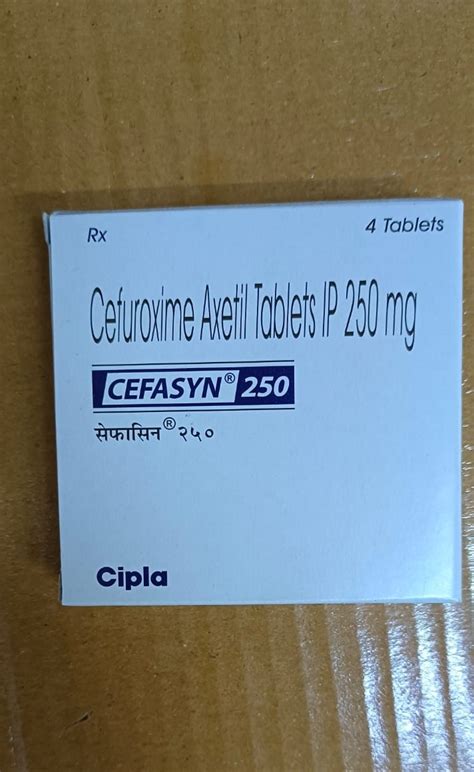 Rx
4 Tablets
Cefuroxime Axetil Tablets IP 250 mg
CEFASYN® 250
सेफासिन® २५०
Cipla